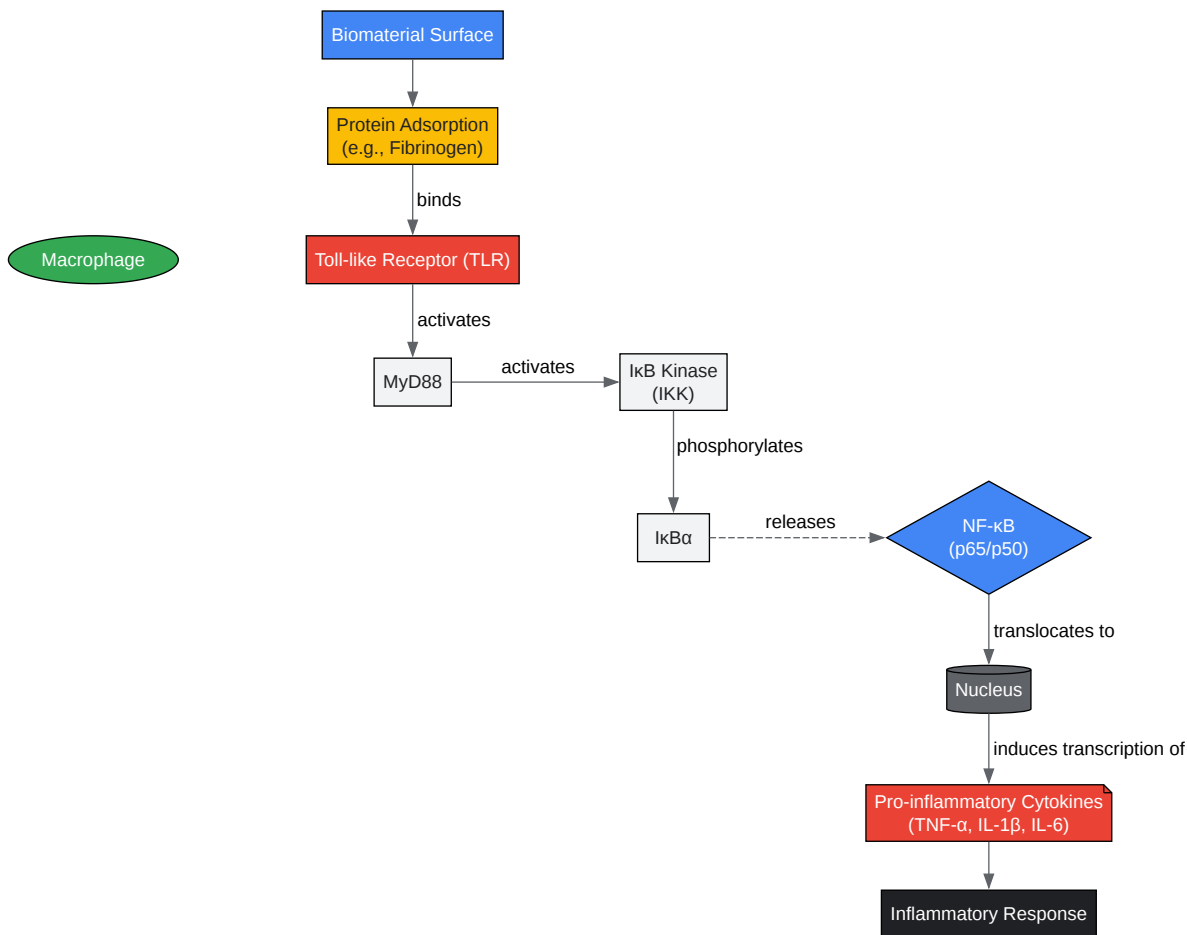 Biomaterial Surface
Protein Adsorption
(e.g., Fibrinogen)
binds
Macrophage
Toll-like Receptor (TLR)
activates
MyD88
activates
IκB Kinase
(IKK)
phosphorylates
IκBα
releases
NF-κB
(p65/p50)
translocates to
Nucleus
induces transcription of
Pro-inflammatory Cytokines
(TNF-α, IL-1β, IL-6)
Inflammatory Response